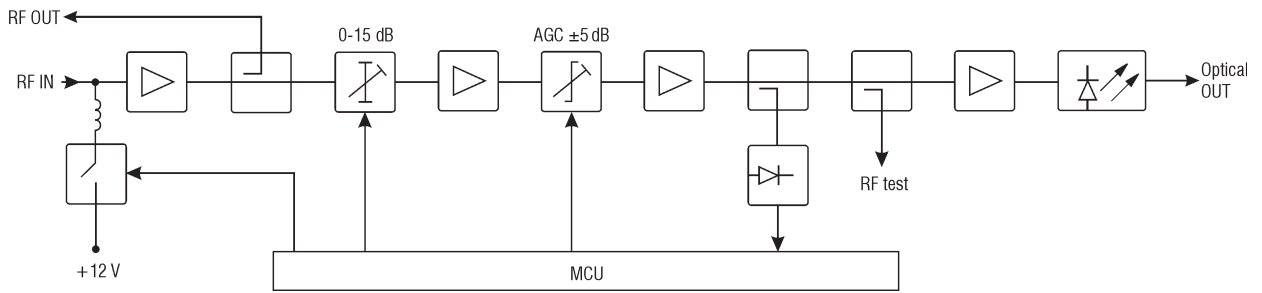 RF OUT
0-15 dB
AGC ±5 dB
RF IN
Optical
OUT
RF test
+12 V
MCU